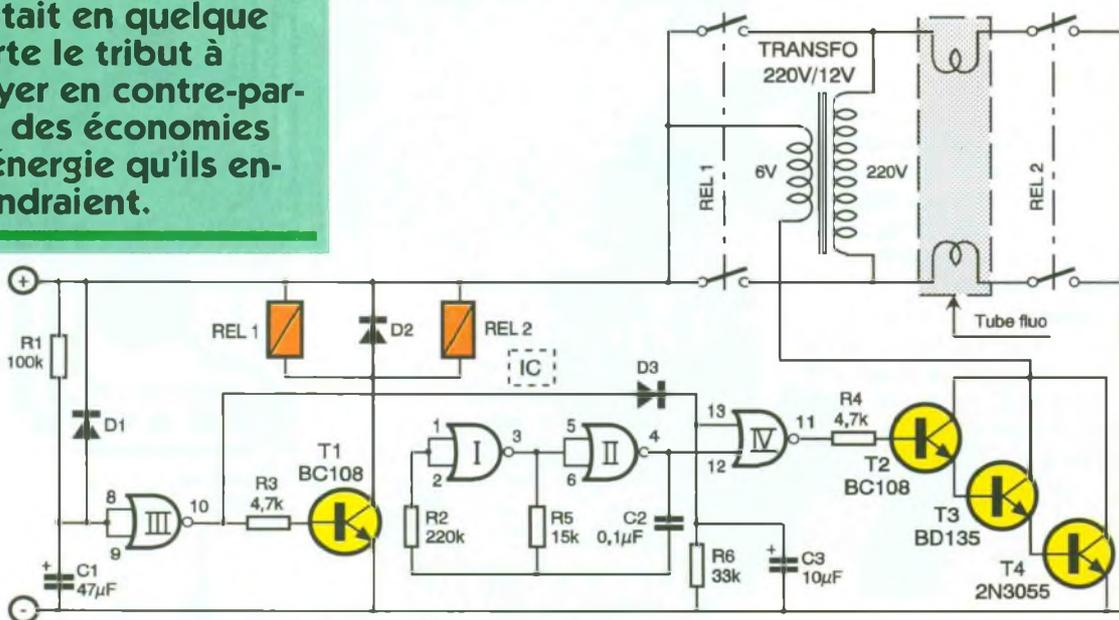 tait en quelque
rte le tribut à
yer en contre-par-
des économies
énergie qu'ils en-
ndraient.
TRANSFO
220V/12V
6V
220V
REL 1
REL 2
Tube fluo
+
R1
100k
D1
REL 1
D2
REL 2
IC
D3
T1
BC108
R3
4,7k
8
9
III
10
1
2
I
3
5
6
II
4
13
12
IV
11
R4
4,7k
T2
BC108
T3
BD135
T4
2N3055
R2
220k
R5
15k
C2
0,1µF
R6
33k
+
C3
10µF
+
C1
47µF
-